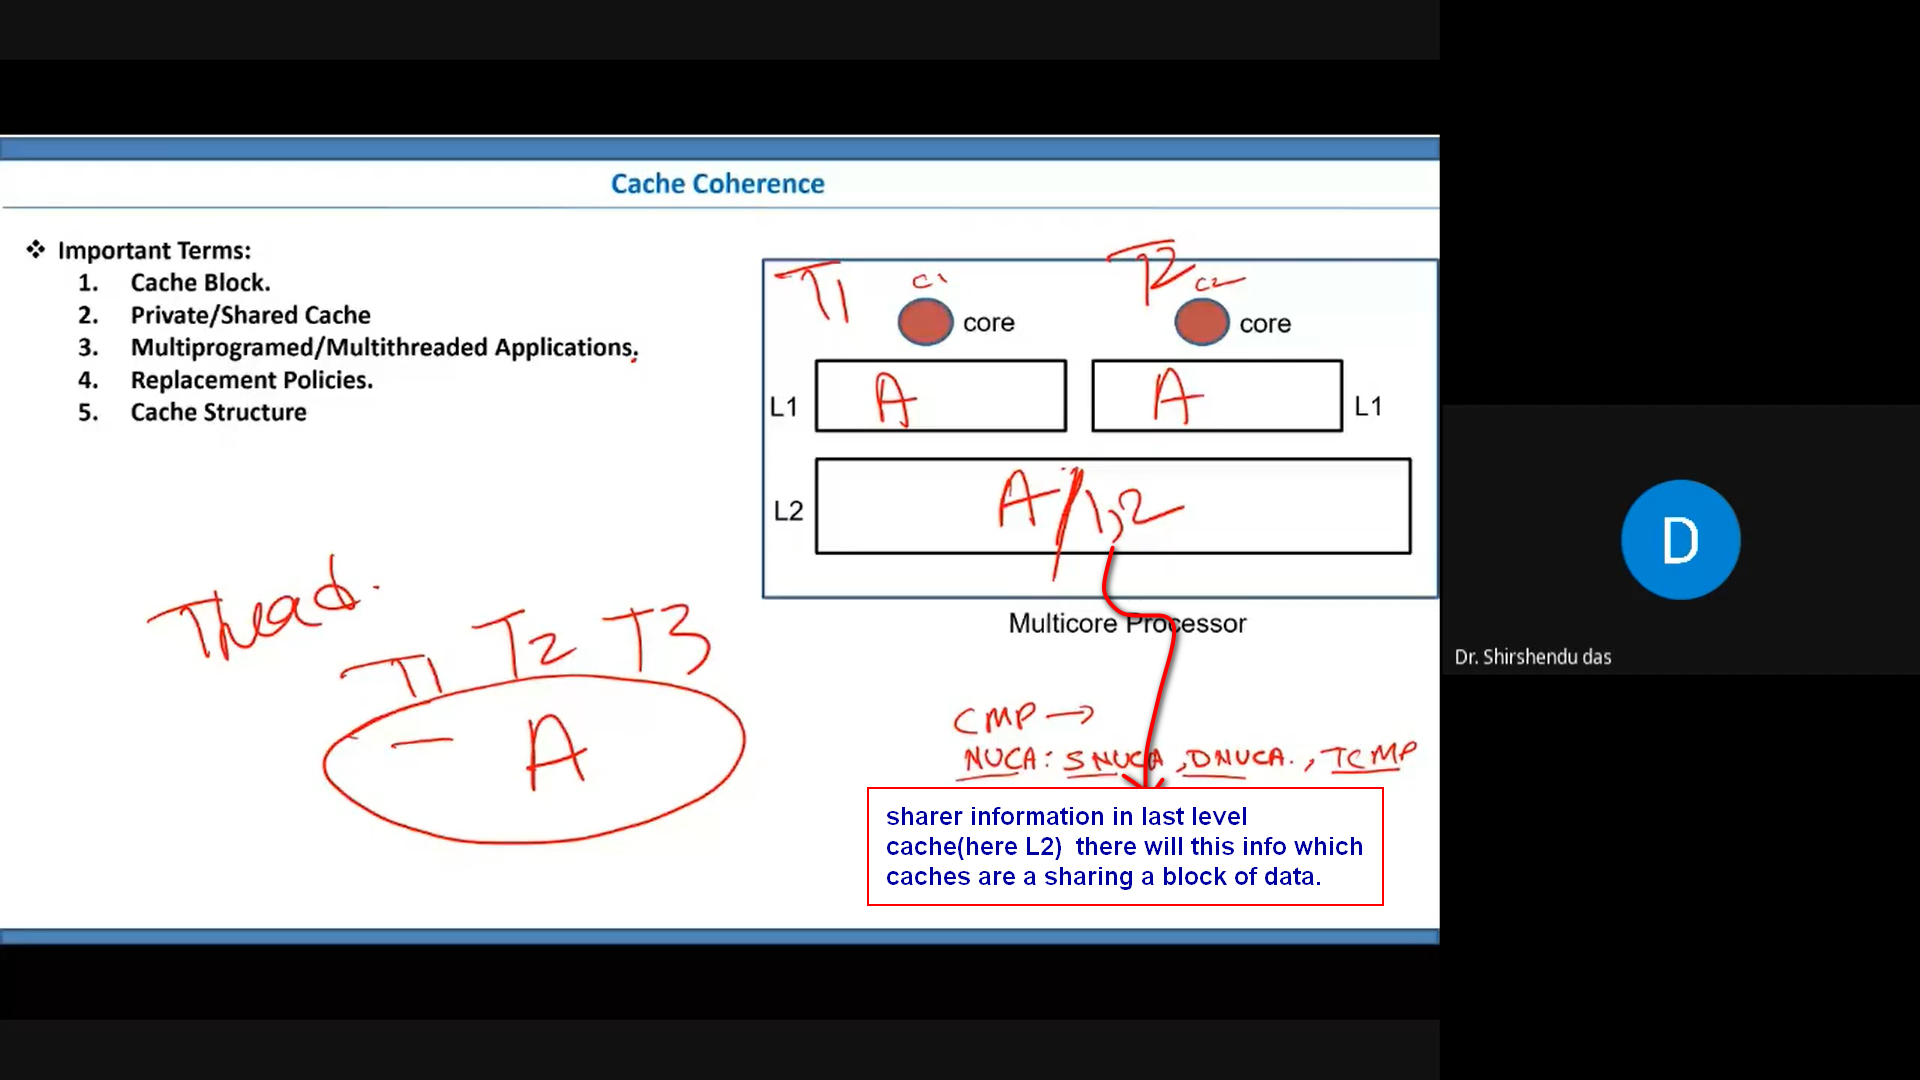 Cache Coherence
❖ Important Terms:
1. Cache Block.
2. Private/Shared Cache
3. Multiprogramed/Multithreaded Applications.
4. Replacement Policies.
5. Cache Structure
T1 C1 T2 C2
core core
L1 A A L1
L2 A/1,2
Multicore Processor
Thread.
T1 T2 T3
A
CMP →
NUCA: SNUCA, DNUCA., TCMP
sharer information in last level
cache(here L2) there will this info which
caches are a sharing a block of data.
D
Dr. Shirshendu das